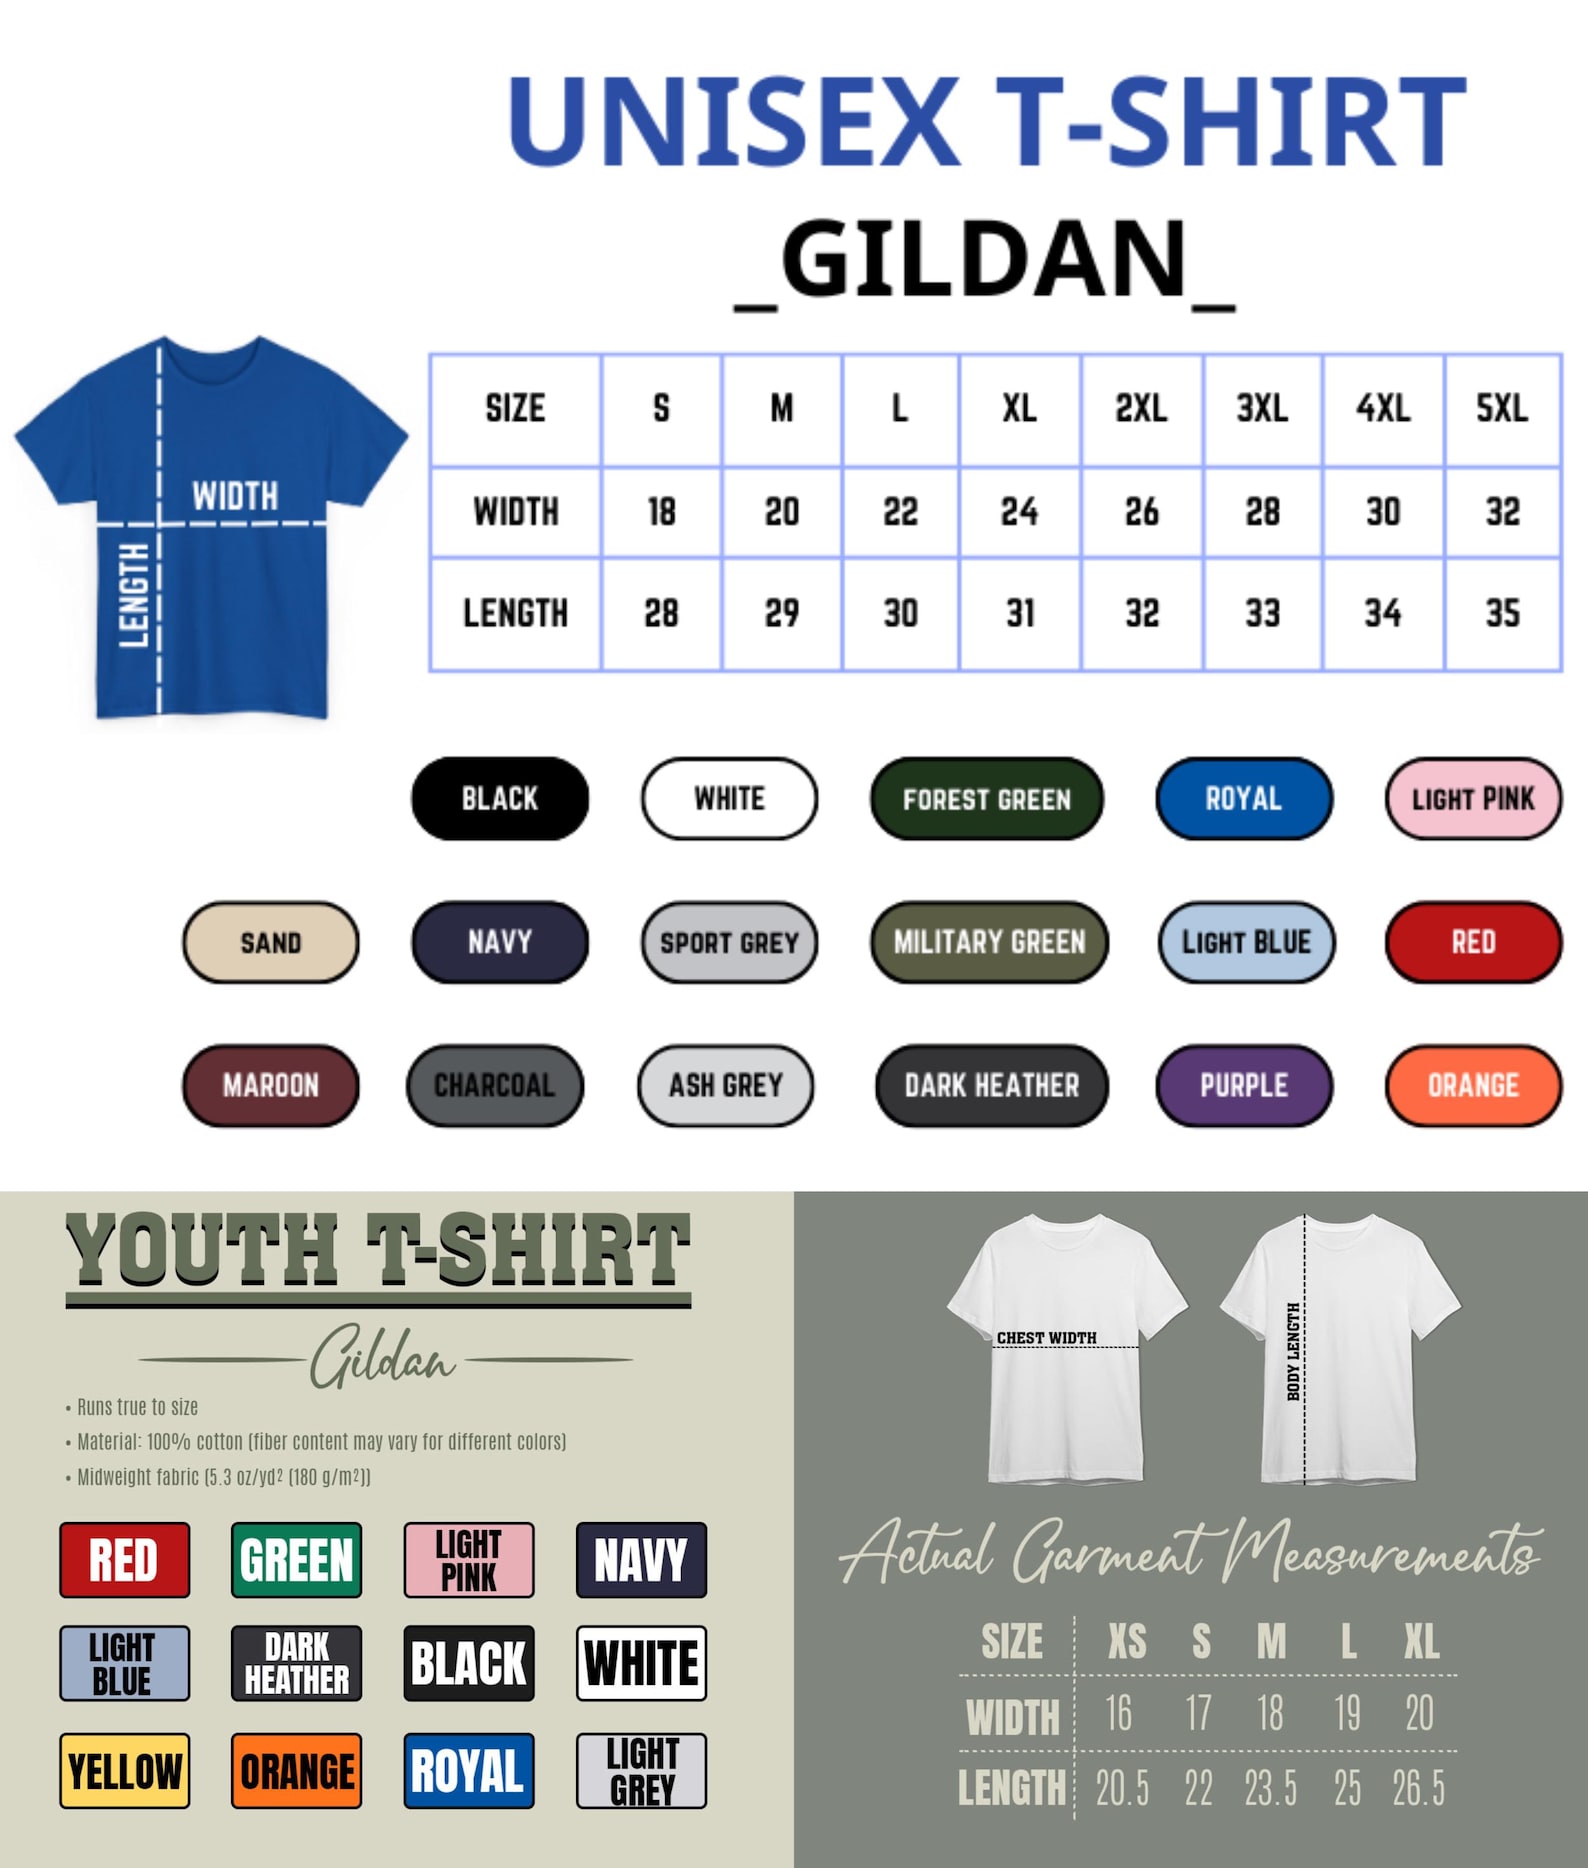 UNISEX T-SHIRT
_GILDAN_
WIDTH
LENGTH
SIZE S M L XL 2XL 3XL 4XL 5XL
WIDTH 18 20 22 24 26 28 30 32
LENGTH 28 29 30 31 32 33 34 35
BLACK WHITE FOREST GREEN ROYAL LIGHT PINK
SAND NAVY SPORT GREY MILITARY GREEN LIGHT BLUE RED
MAROON CHARCOAL ASH GREY DARK HEATHER PURPLE ORANGE
YOUTH T-SHIRT
Gildan
• Runs true to size
• Material: 100% cotton (fiber content may vary for different colors)
• Midweight fabric (5.3 oz/yd² (180 g/m²))
RED GREEN LIGHT PINK NAVY
LIGHT BLUE DARK HEATHER BLACK WHITE
YELLOW ORANGE ROYAL LIGHT GREY
CHEST WIDTH
BODY LENGTH
Actual Garment Measurements
SIZE XS S M L XL
WIDTH 16 17 18 19 20
LENGTH 20.5 22 23.5 25 26.5